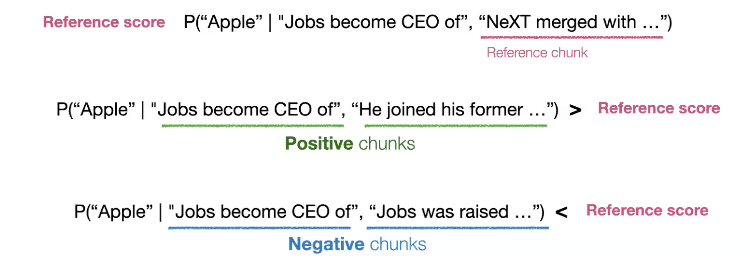 Reference score P(“Apple” | "Jobs become CEO of”, “NeXT merged with …”)
Reference chunk
P(“Apple” | "Jobs become CEO of”, “He joined his former …”) > Reference score
Positive chunks
P(“Apple” | "Jobs become CEO of”, “Jobs was raised …”) < Reference score
Negative chunks